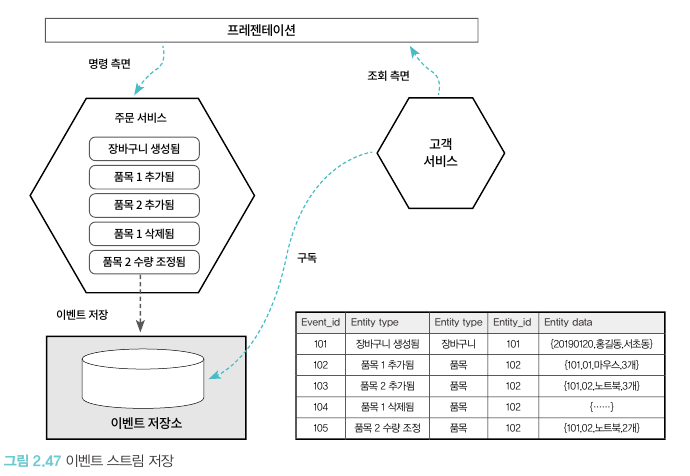 프레젠테이션
명령 측면
조회 측면
주문 서비스
장바구니 생성됨
품목 1 추가됨
품목 2 추가됨
품목 1 삭제됨
품목 2 수량 조정됨
고객
서비스
구독
이벤트 저장
이벤트 저장소
Event_id Entity type Entity type Entity_id Entity data
101 장바구니 생성됨 장바구니 101 {20190120,홍길동,서초동}
102 품목 1 추가됨 품목 102 {101,01,마우스,3개}
103 품목 2 추가됨 품목 102 {101,02,노트북,3개}
104 품목 1 삭제됨 품목 102 {……}
105 품목 2 수량 조정 품목 102 {101,02,노트북,2개}
그림 2.47 이벤트 스트림 저장